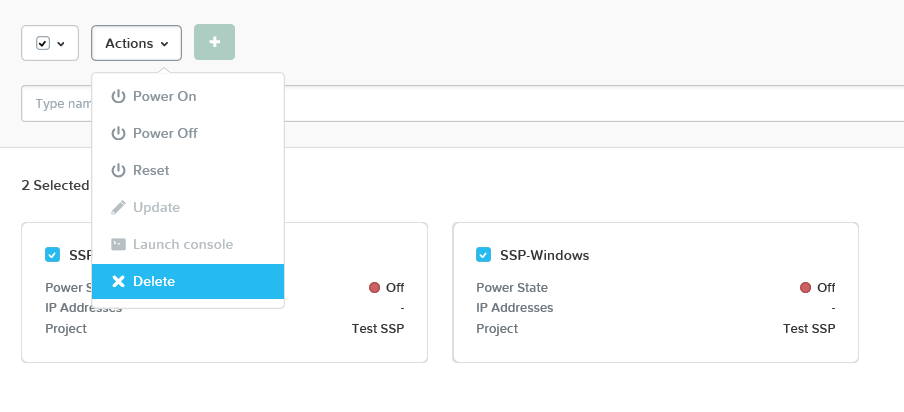 Actions
+
Type nam
Power On
Power Off
Reset
Update
Launch console
Delete
2 Selected
SSP
Power S
Off
IP Addresses
-
Project
Test SSP
SSP-Windows
Power State
Off
IP Addresses
-
Project
Test SSP